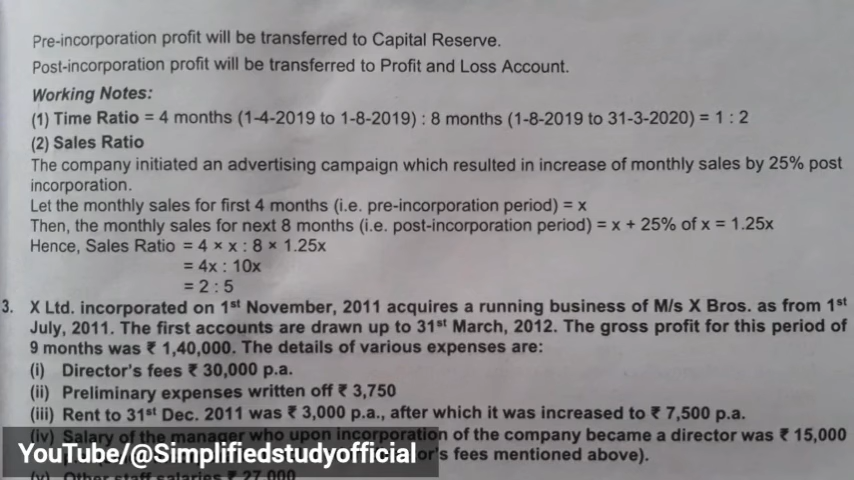 Pre-incorporation profit will be transferred to Capital Reserve.
Post-incorporation profit will be transferred to Profit and Loss Account.
Working Notes:
(1) Time Ratio = 4 months (1-4-2019 to 1-8-2019) : 8 months (1-8-2019 to 31-3-2020) = 1 : 2
(2) Sales Ratio
The company initiated an advertising campaign which resulted in increase of monthly sales by 25% post
incorporation.
Let the monthly sales for first 4 months (i.e. pre-incorporation period) = x
Then, the monthly sales for next 8 months (i.e. post-incorporation period) = x + 25% of x = 1.25x
Hence, Sales Ratio = 4 × x : 8 × 1.25x
= 4x : 10x
= 2 : 5
3. X Ltd. incorporated on 1st November, 2011 acquires a running business of M/s X Bros. as from 1st
July, 2011. The first accounts are drawn up to 31st March, 2012. The gross profit for this period of
9 months was ₹ 1,40,000. The details of various expenses are:
(i) Director's fees ₹ 30,000 p.a.
(ii) Preliminary expenses written off ₹ 3,750
(iii) Rent to 31st Dec. 2011 was ₹ 3,000 p.a., after which it was increased to ₹ 7,500 p.a.
(iv) Salary of the manager who upon incorporation of the company became a director was ₹ 15,000
or's fees mentioned above).
YouTube/@Simplifiedstudyofficial
(v) Other staff salaries ₹ 27,000